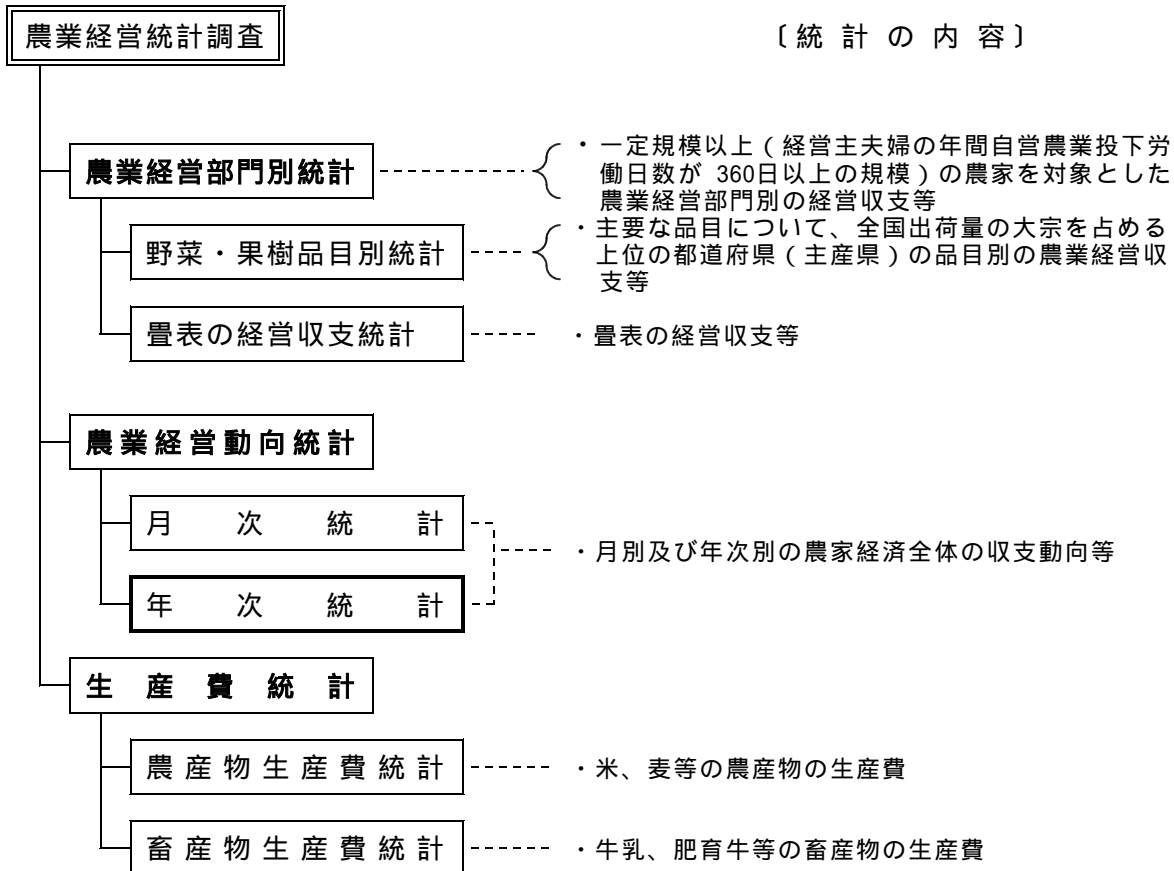 農業経営統計調査
〔統計の内容〕
農業経営部門別統計
・一定規模以上(経営主夫婦の年間自営農業投下労
働日数が 360日以上の規模)の農家を対象とした
農業経営部門別の経営収支等
野菜・果樹品目別統計
・主要な品目について、全国出荷量の大宗を占める
上位の都道府県(主産県)等の品目別の農業経営収
支等
畳表の経営収支統計
・畳表の経営収支等
農業経営動向統計
月次統計
・月別及び年次別の農家経済全体の収支動向等
年次統計
生産費統計
農産物生産費統計
・米、麦等の農産物の生産費
畜産物生産費統計
・牛乳、肥育牛等の畜産物の生産費